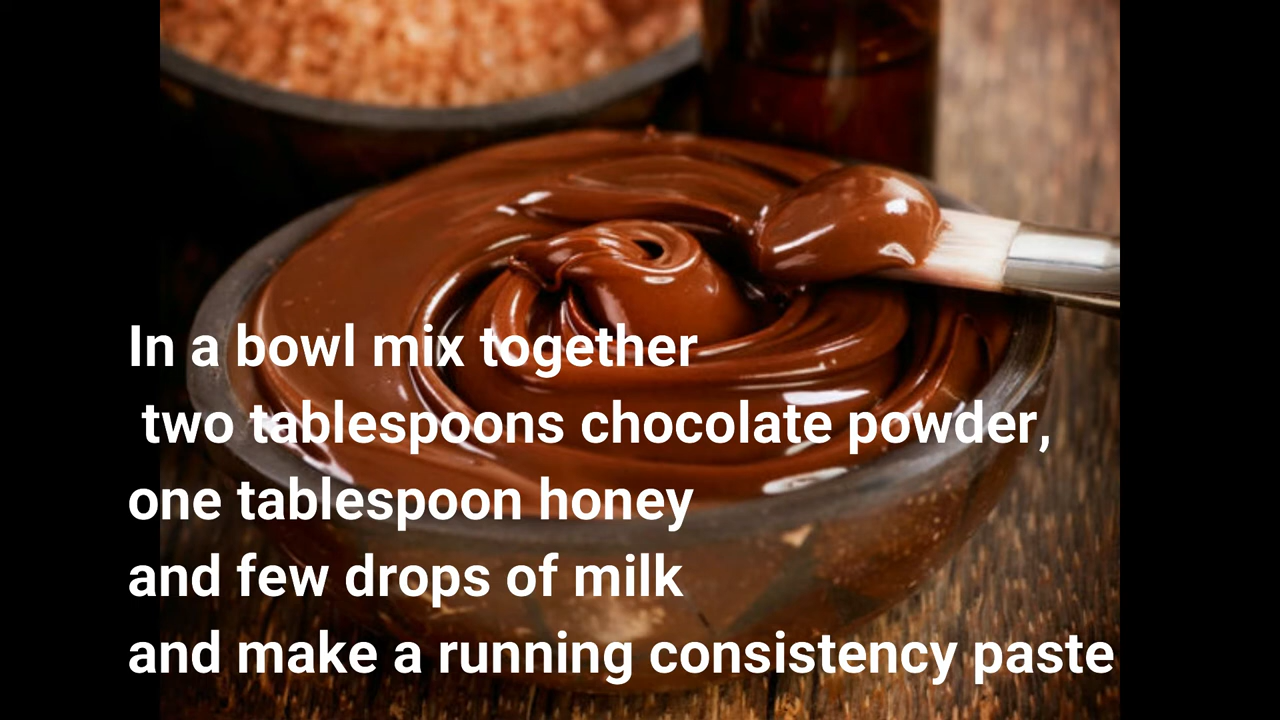 In a bowl mix together
two tablespoons chocolate powder,
one tablespoon honey
and few drops of milk
and make a running consistency paste